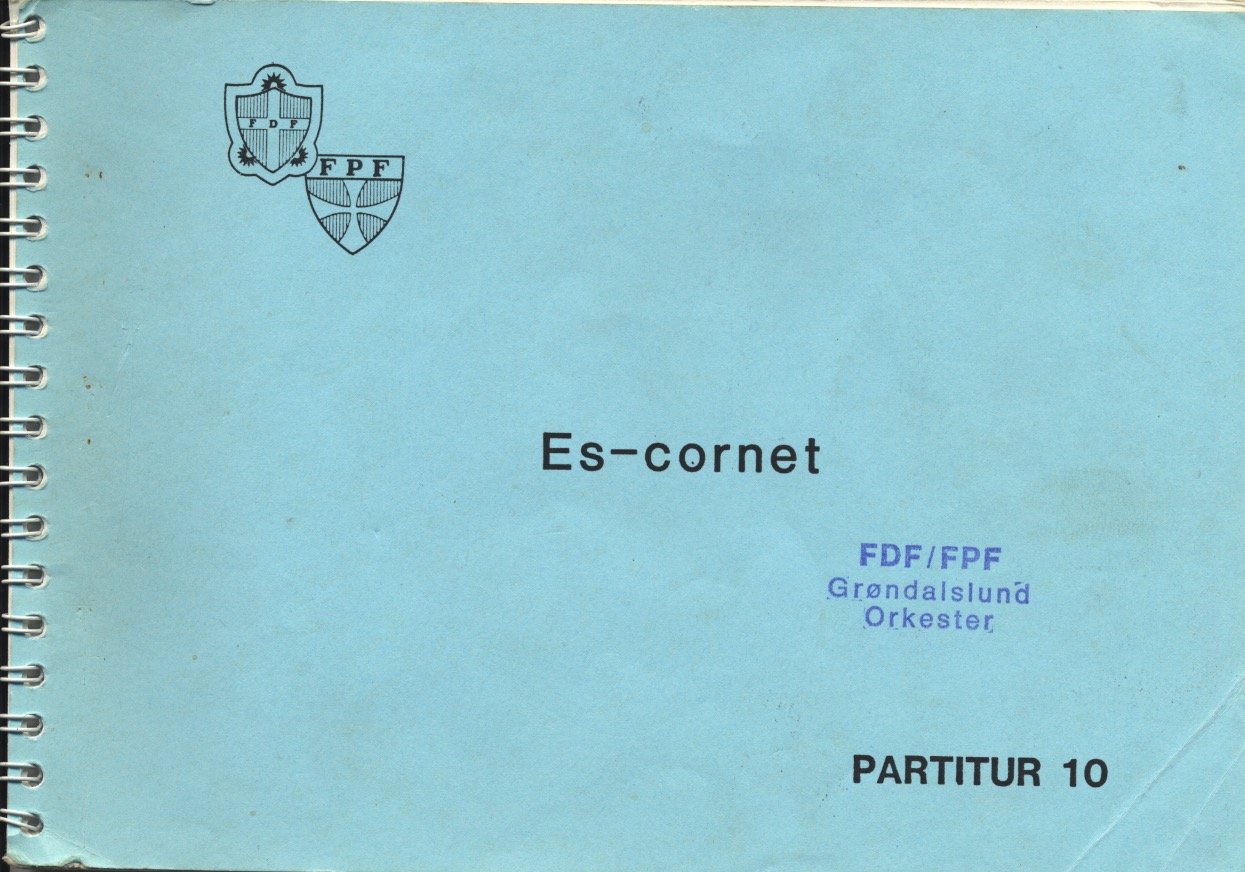 FDF
FPF
Es-cornet
FDF/FPF
Grøndalslund
Orkester
PARTITUR 10